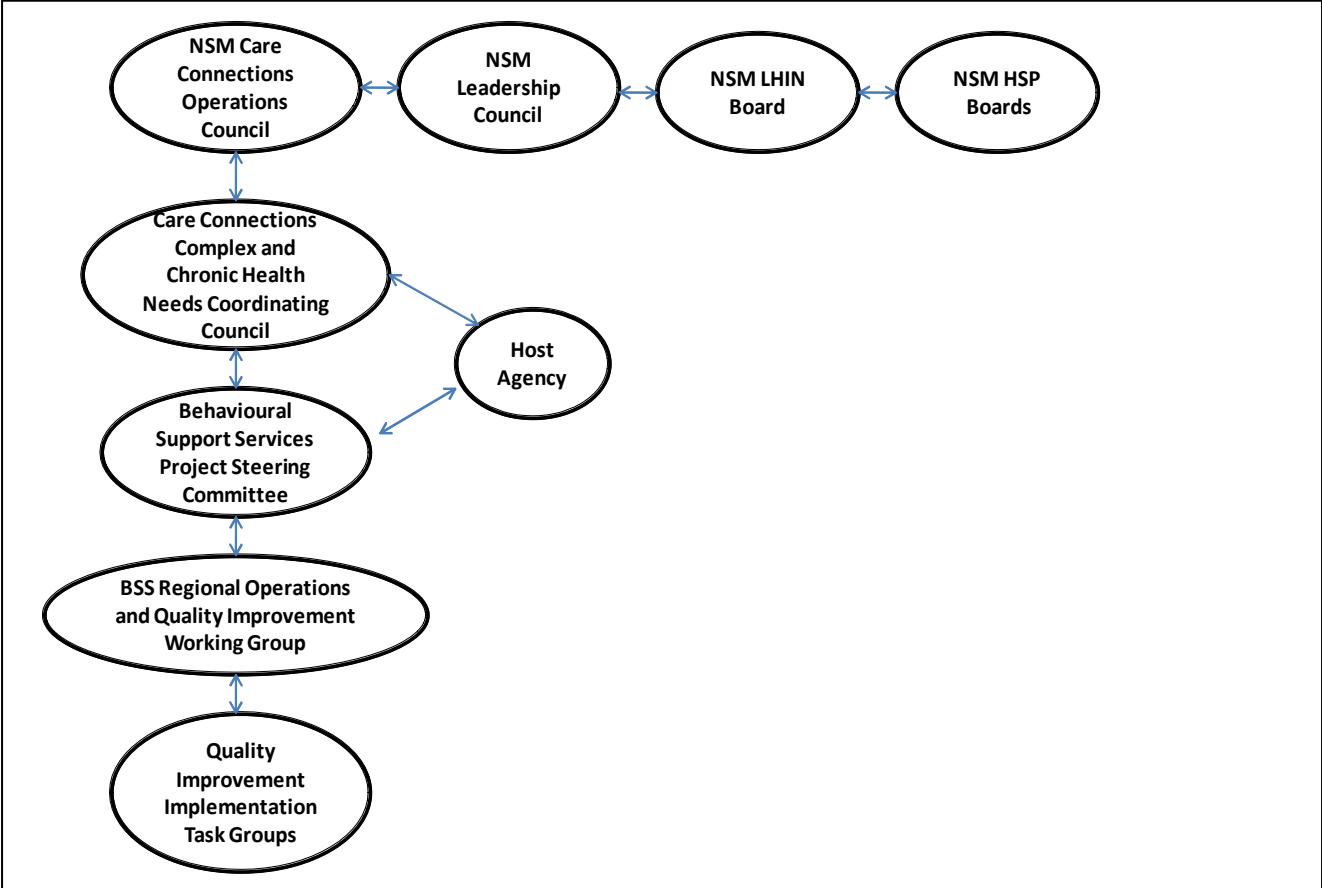 NSM Care
Connections
Operations
Council
NSM
Leadership
Council
NSM LHIN
Board
NSM HSP
Boards
Care Connections
Complex and
Chronic Health
Needs Coordinating
Council
Host
Agency
Behavioural
Support Services
Project Steering
Committee
BSS Regional Operations
and Quality Improvement
Working Group
Quality
Improvement
Implementation
Task Groups